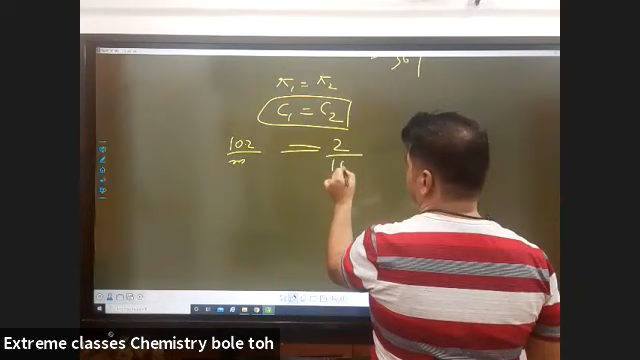 π₁ = π₂
C₁ = C₂
102/m = 2/
Extreme classes Chemistry bole toh